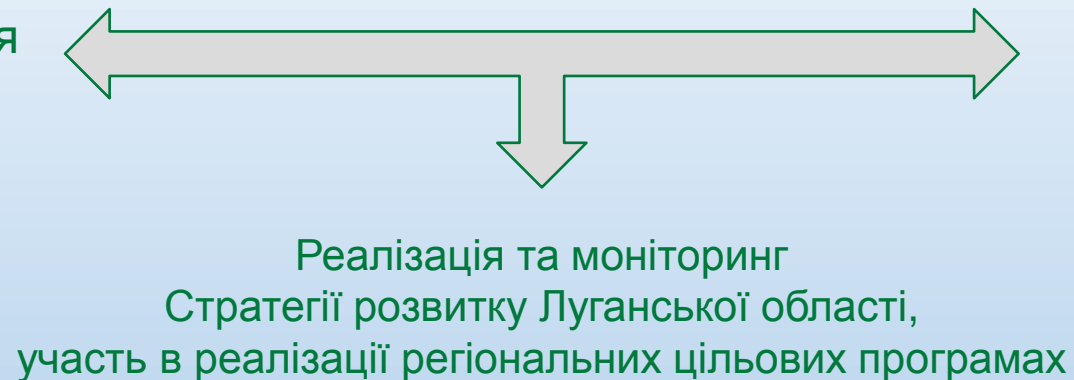 я
Реалізація та моніторинг
Стратегії розвитку Луганської області,
участь в реалізації регіональних цільових програмах